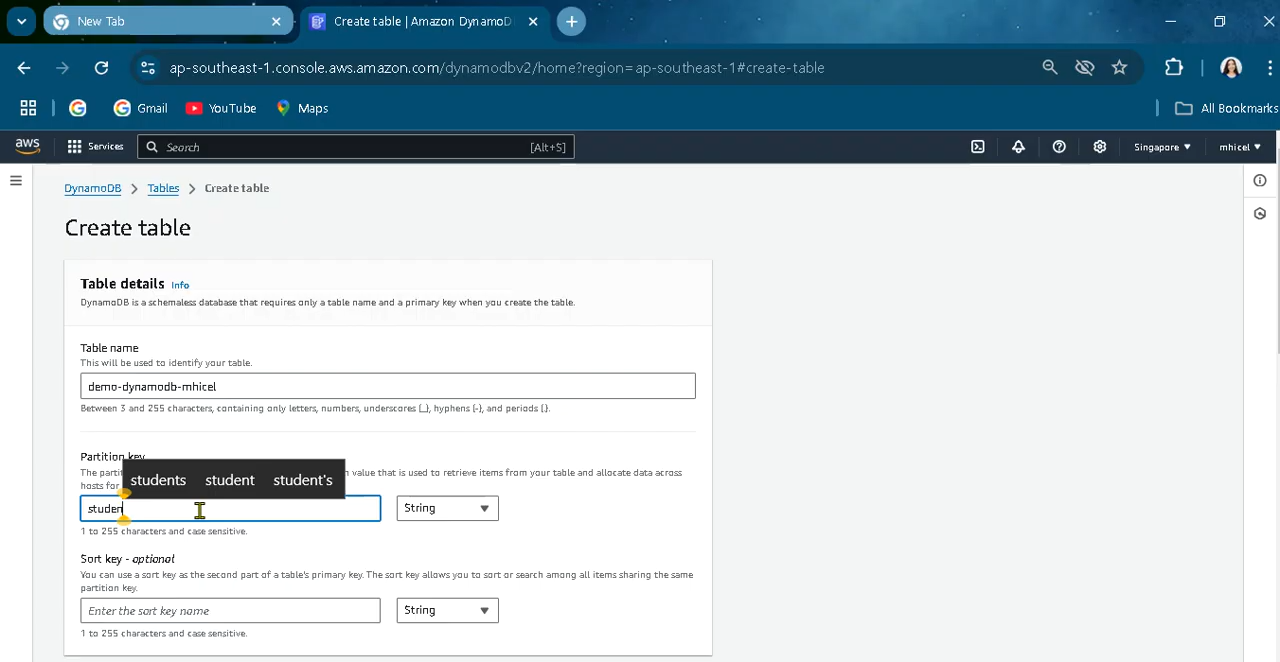 New Tab
Create table | Amazon DynamoD
ap-southeast-1.console.aws.amazon.com/dynamodbv2/home?region=ap-southeast-1#create-table
Gmail
YouTube
Maps
All Bookmarks
aws
Services
Search
[Alt+S]
Singapore
mhicel
DynamoDB
Tables
Create table
Create table
Table details
Info
DynamoDB is a schemaless database that requires only a table name and a primary key when you create the table.
Table name
This will be used to identify your table.
demo-dynamodb-mhicel
Between 3 and 255 characters, containing only letters, numbers, underscores (_), hyphens (-), and periods (.).
Partition key
students student student's
The partit
value that is used to retrieve items from your table and allocate data across
hosts for
studen
String
1 to 255 characters and case sensitive.
Sort key - optional
You can use a sort key as the second part of a table's primary key. The sort key allows you to sort or search among all items sharing the same
partition key.
Enter the sort key name
String
1 to 255 characters and case sensitive.